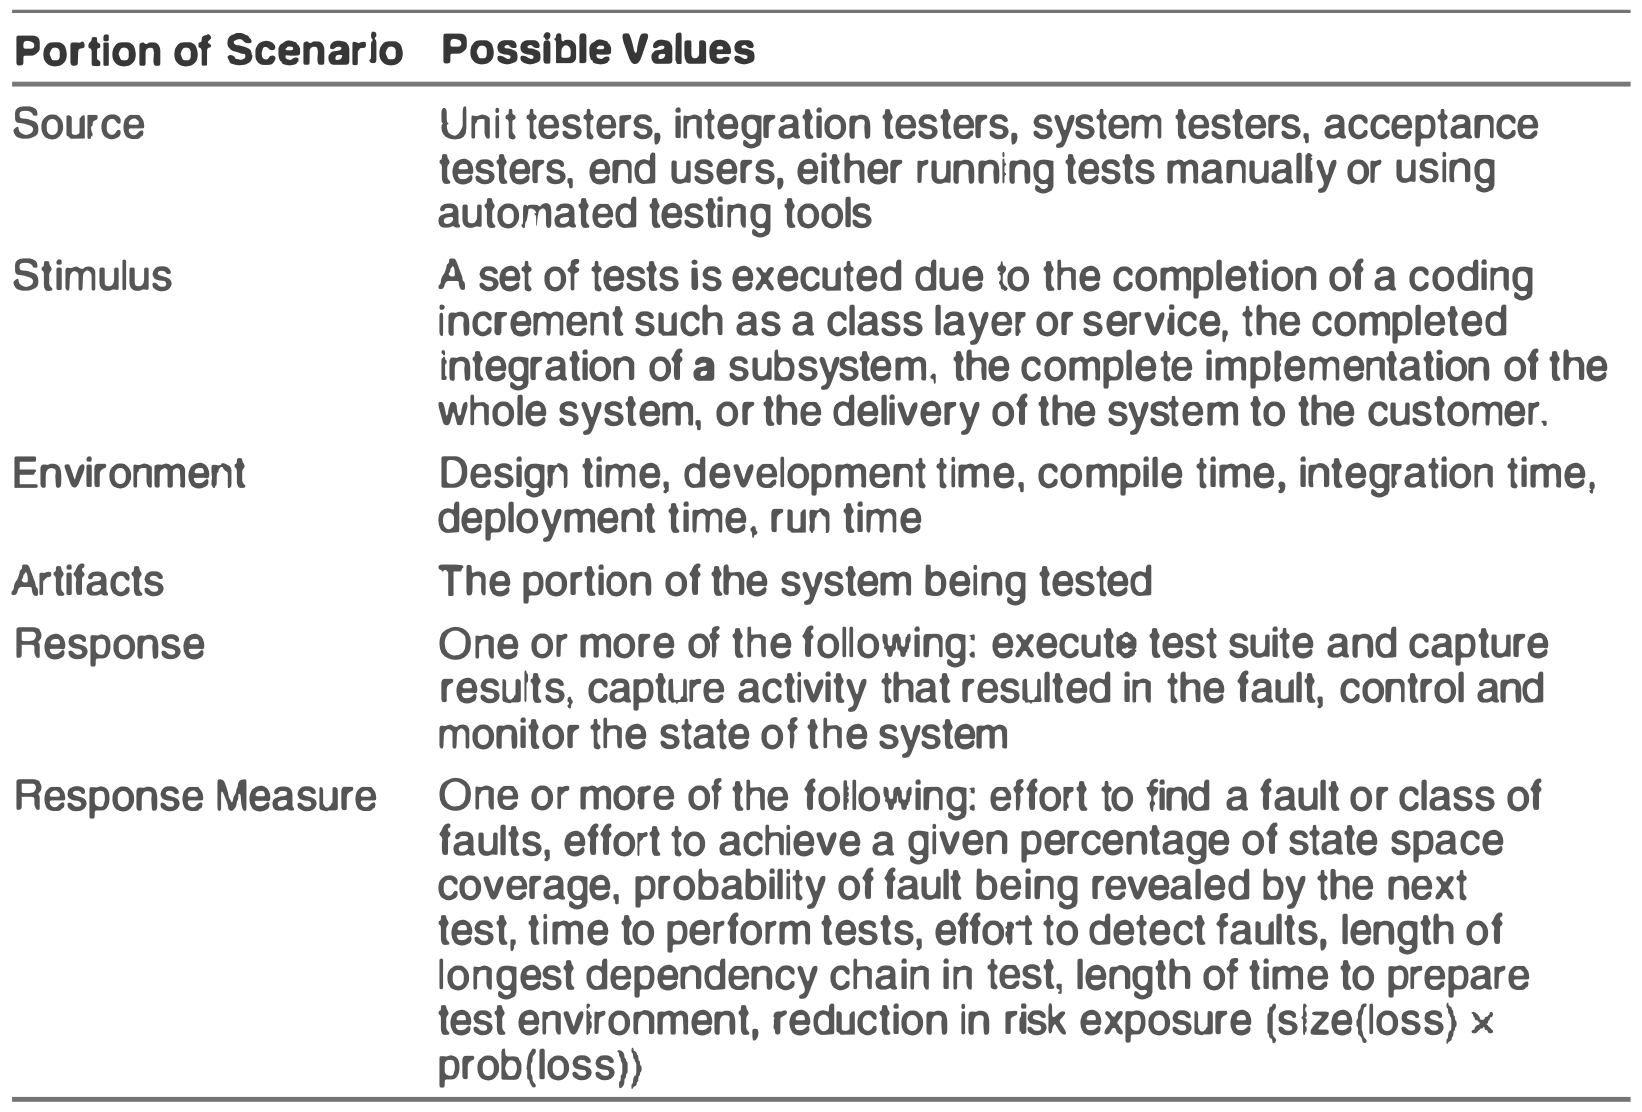 Portion of Scenario Possible Values
Source Unit testers, integration testers, system testers, acceptance
testers, end users, either running tests manually or using
automated testing tools
Stimulus A set of tests is executed due to the completion of a coding
increment such as a class layer or service, the completed
integration of a subsystem, the complete implementation of the
whole system, or the delivery of the system to the customer.
Environment Design time, development time, compile time, integration time,
deployment time, run time
Artifacts The portion of the system being tested
Response One or more of the following: execute test suite and capture
results, capture activity that resulted in the fault, control and
monitor the state of the system
Response Measure One or more of the following: effort to find a fault or class of
faults, effort to achieve a given percentage of state space
coverage, probability of fault being revealed by the next
test, time to perform tests, effort to detect faults, length of
longest dependency chain in test, length of time to prepare
test environment, reduction in risk exposure (size(loss) ×
prob(loss))